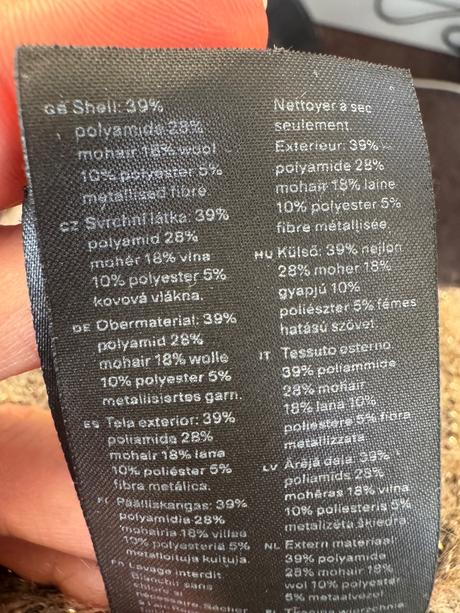 GB Shell: 39%
polyamide 28%
mohair 18% wool
10% polyester 5%
metallised fibre
CZ Svrchní látka: 39%
polyamid 28%
mohér 18% vlna
10% polyester 5%
kovová vlákna.
DE Obermaterial: 39%
polyamid 28%
mohair 18% wolle
10% polyester 5%
metallisiertes garn.
ES Tela exterior: 39%
poliamida 28%
mohair 18% lana
10% poliéster 5%
fibra metálica.
FI Päällikangas: 39%
polyamidia 28%
mohairia 18% villaa
10% polyesteriä 5%
metalloituja kuituja.
FR Lavage interdit.
Blanchir sans
Nettoyer à sec
seulement.
Exterieur: 39%
polyamide 28%
mohair 18% laine
10% polyester 5%
fibre métallisée.
HU Külső: 39% nejlon
28% moher 18%
gyapjú 10%
poliészter 5% fémes
hatású szövet.
IT Tessuto esterno
39% poliammide
28% mohair
18% lana 10%
poliestere 5% fibra
metallizzata
LV Ārējā daļa: 39%
poliamīds 28%
mohēras 18% vilna
10% poliesteris 5%
metalizēta šķiedra
NL Extern materiaal:
39% polyamide
28% mohair 18%
wol 10% polyester
5% metaalvezel